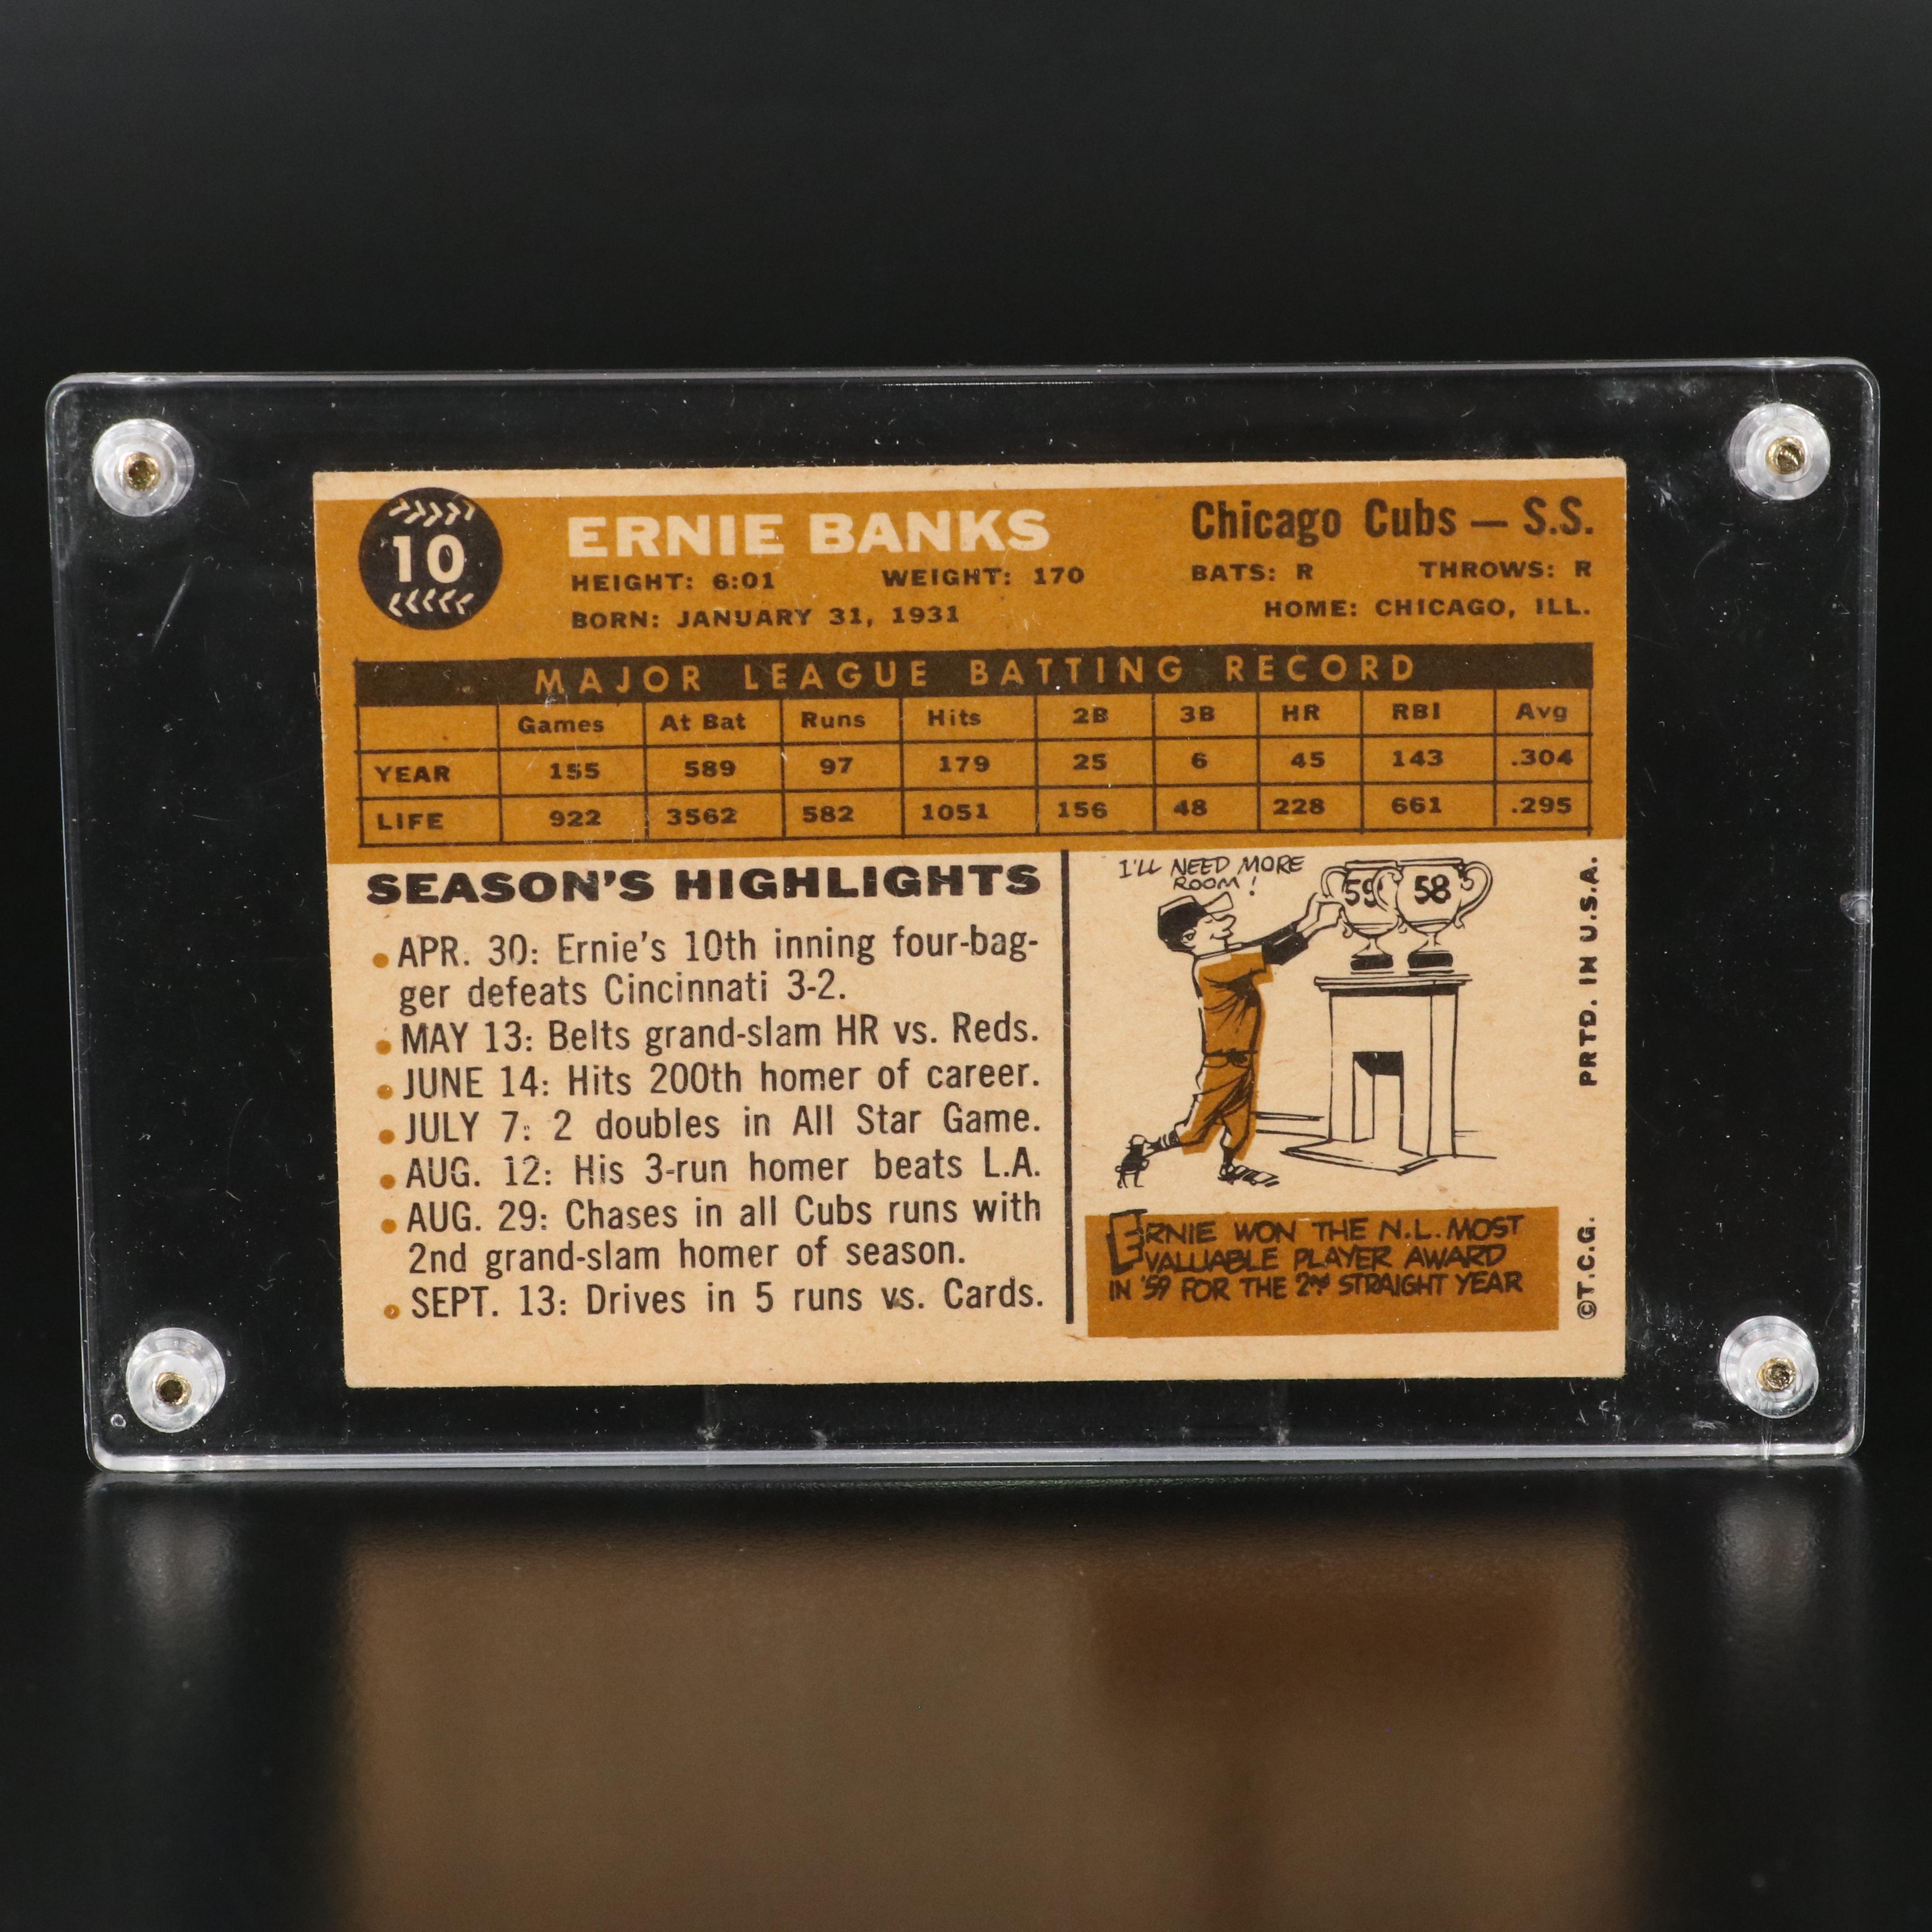 10
ERNIE BANKS
Chicago Cubs — S.S.
HEIGHT: 6:01 WEIGHT: 170
BATS: R THROWS: R
BORN: JANUARY 31, 1931
HOME: CHICAGO, ILL.
MAJOR LEAGUE BATTING RECORD
Games At Bat Runs Hits 2B 3B HR RBI Avg
YEAR 155 589 97 179 25 6 45 143 .304
LIFE 922 3562 582 1051 156 48 228 661 .295
SEASON'S HIGHLIGHTS
• APR. 30: Ernie's 10th inning four-bag-
ger defeats Cincinnati 3-2.
• MAY 13: Belts grand-slam HR vs. Reds.
• JUNE 14: Hits 200th homer of career.
• JULY 7: 2 doubles in All Star Game.
• AUG. 12: His 3-run homer beats L.A.
• AUG. 29: Chases in all Cubs runs with
2nd grand-slam homer of season.
• SEPT. 13: Drives in 5 runs vs. Cards.
I'LL NEED MORE
ROOM!
59 58
ERNIE WON THE N.L. MOST
VALUABLE PLAYER AWARD
IN '59 FOR THE 2ND STRAIGHT YEAR
©T.C.G. PRTD. IN U.S.A.